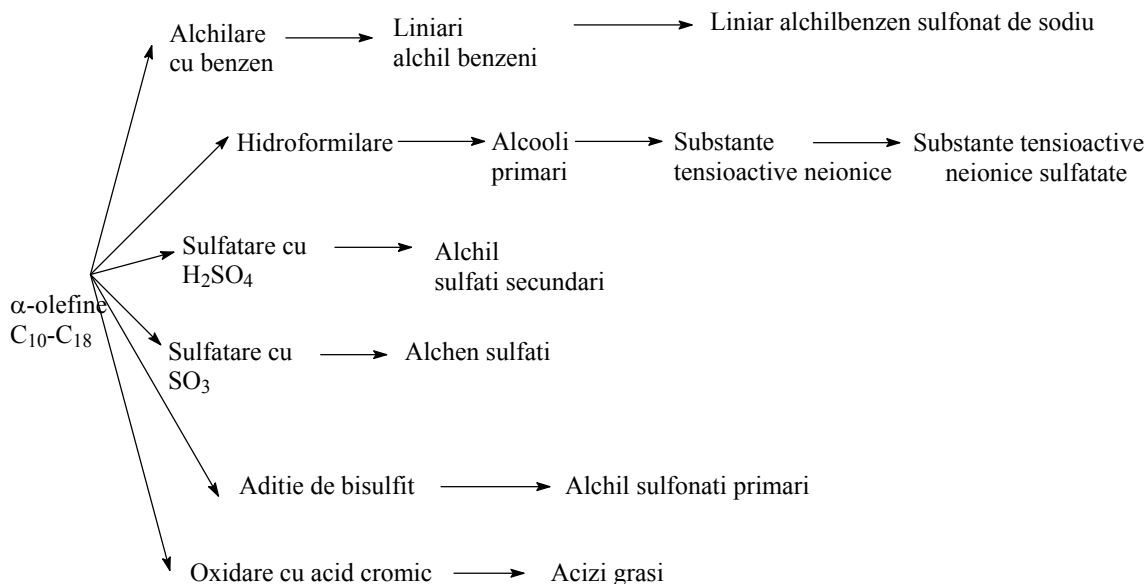 Alchilare
cu benzen
Liniari
alchil benzeni
Liniar alchilbenzen sulfonat de sodiu
Hidroformilare
Alcooli
primari
Substante
tensioactive neionice
Substante tensioactive
neionice sulfatate
Sulfatare cu
H₂SO₄
Alchil
sulfati secundari
α-olefine
C₁₀-C₁₈
Sulfatare cu
SO₃
Alchen sulfati
Aditie de bisulfit
Alchil sulfonati primari
Oxidare cu acid cromic
Acizi grasi